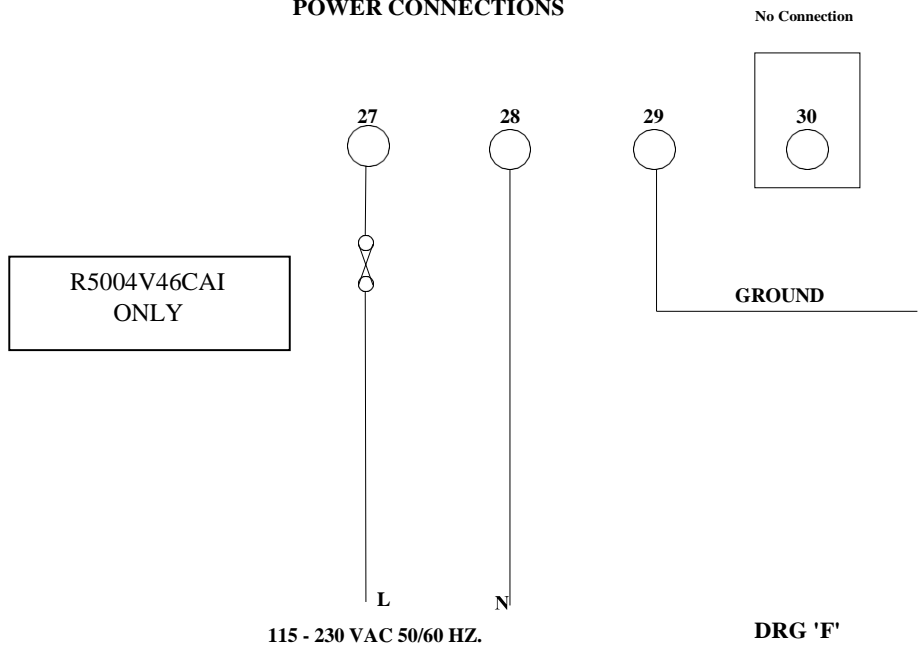 POWER CONNECTIONS
No Connection
27 28 29 30
R5004V46CAI
ONLY
GROUND
L N
115 - 230 VAC 50/60 HZ.
DRG 'F'